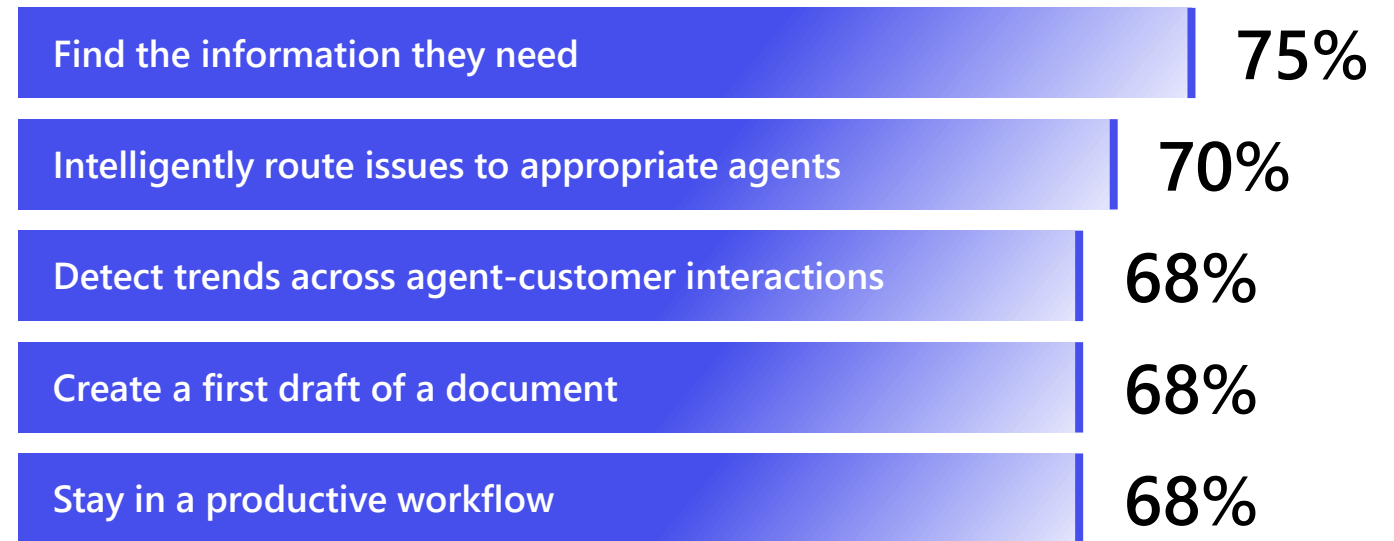 Find the information they need 75%
Intelligently route issues to appropriate agents 70%
Detect trends across agent-customer interactions 68%
Create a first draft of a document 68%
Stay in a productive workflow 68%